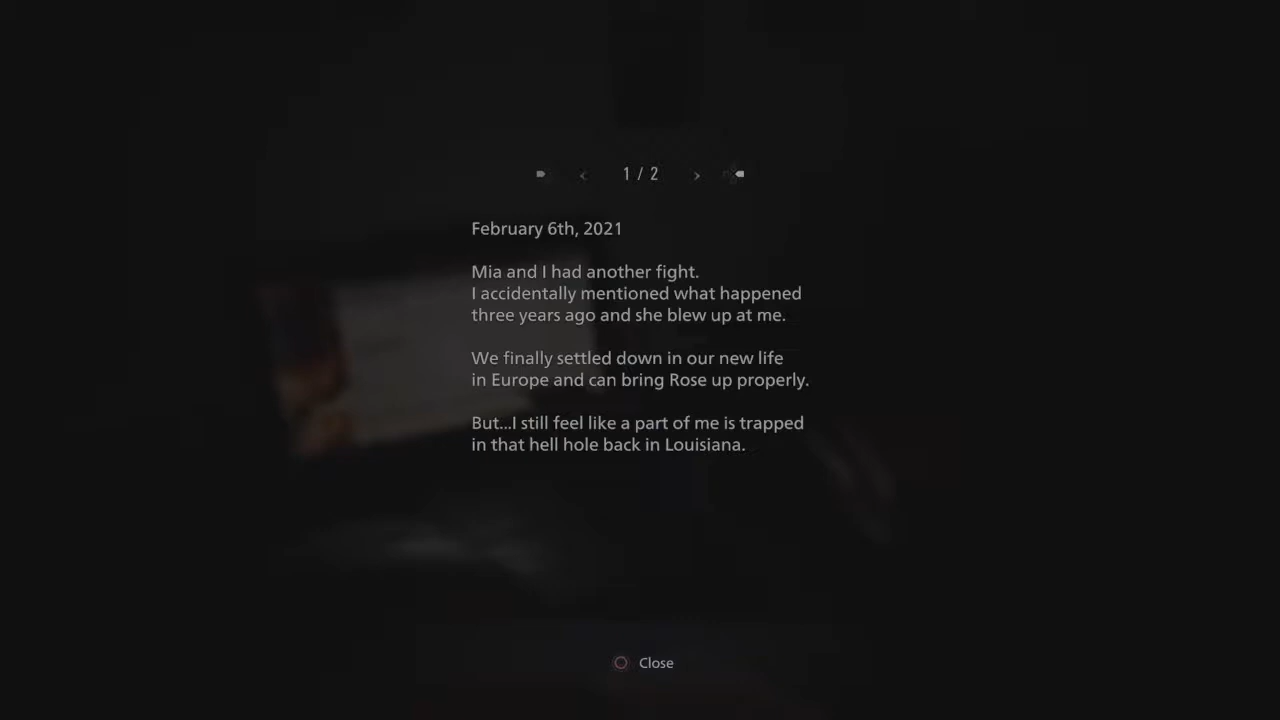 1 / 2
February 6th, 2021
Mia and I had another fight.
I accidentally mentioned what happened
three years ago and she blew up at me.
We finally settled down in our new life
in Europe and can bring Rose up properly.
But...I still feel like a part of me is trapped
in that hell hole back in Louisiana.
Close